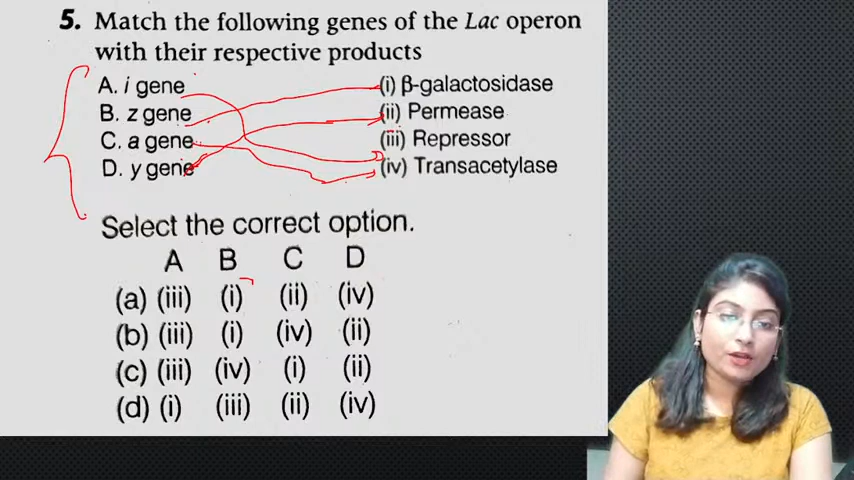 5. Match the following genes of the Lac operon
with their respective products
A. i gene (i) β-galactosidase
B. z gene (ii) Permease
C. a gene (iii) Repressor
D. y gene (iv) Transacetylase
Select the correct option.
A B C D
(a) (iii) (i) (ii) (iv)
(b) (iii) (i) (iv) (ii)
(c) (iii) (iv) (i) (ii)
(d) (i) (iii) (ii) (iv)